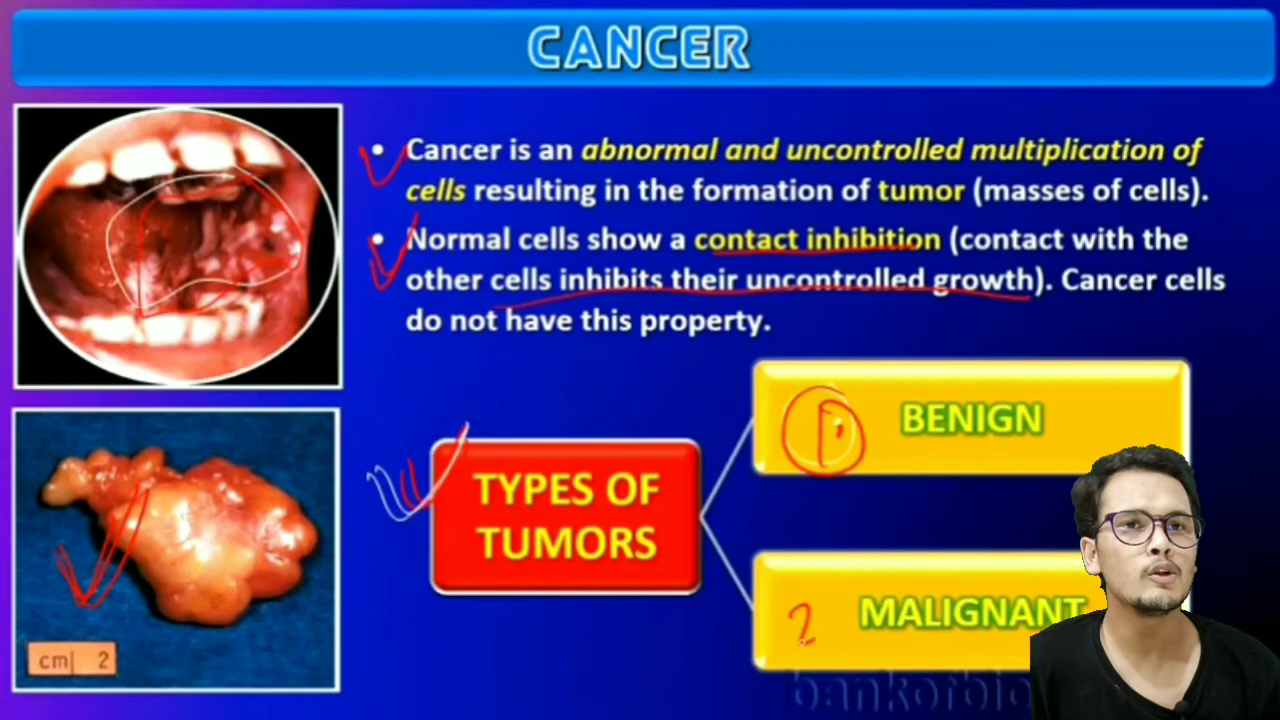 CANCER
• Cancer is an abnormal and uncontrolled multiplication of
cells resulting in the formation of tumor (masses of cells).
• Normal cells show a contact inhibition (contact with the
other cells inhibits their uncontrolled growth). Cancer cells
do not have this property.
TYPES OF
TUMORS
BENIGN
2
MALIGNANT
cm 2